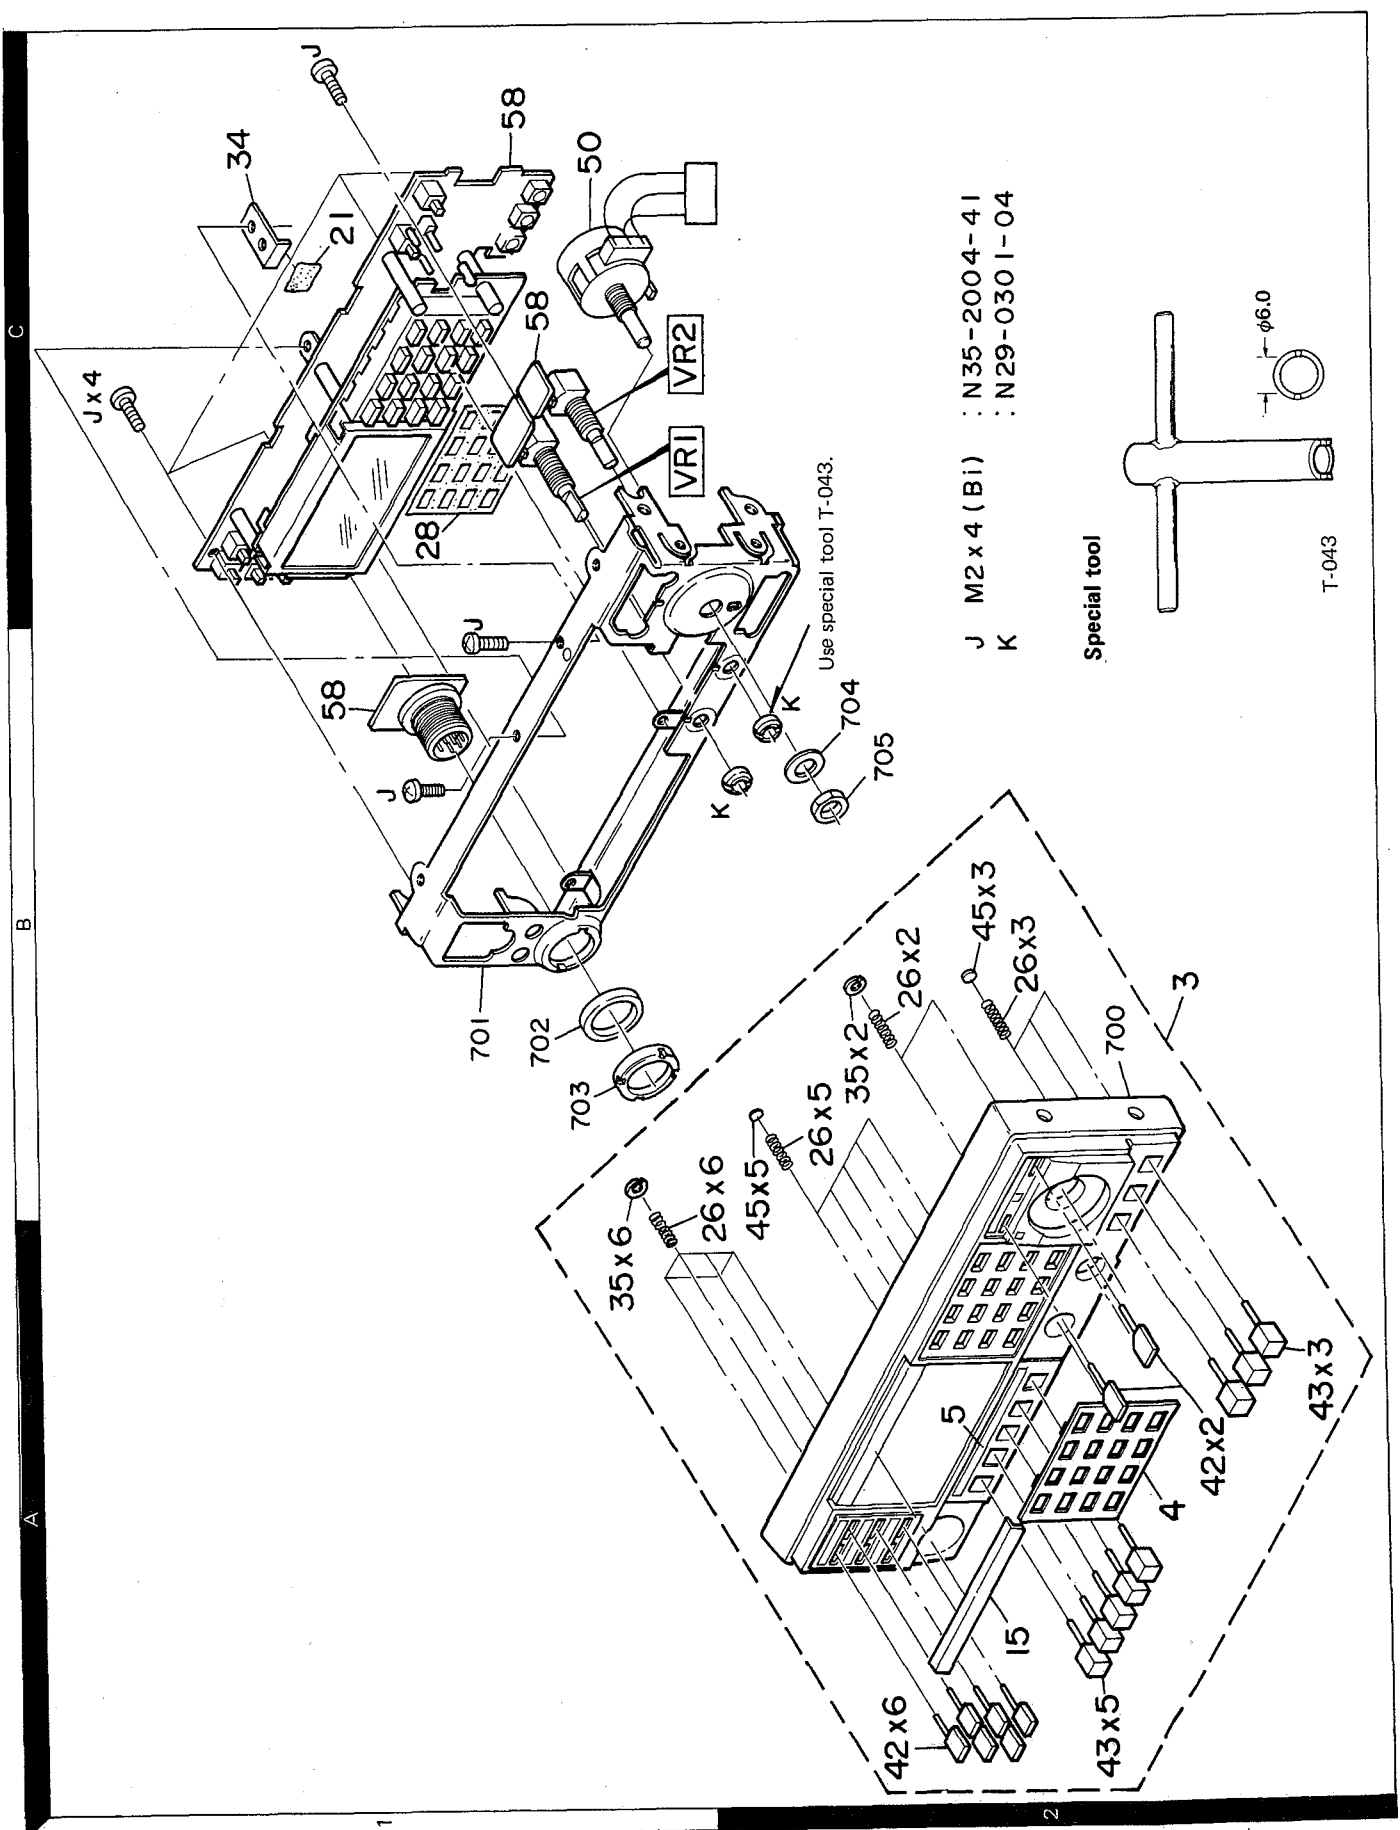 A
B
C
1
2
J
J x 4
34
21
58
50
58
VR2
VR1
28
J
58
J
K
K
Use special tool T-043.
704
705
701
702
703
J M2 x 4 (Bi) : N35-2004-41
K : N29-0301-04
Special tool
φ6.0
T-043
35x6
26x6
45x5
26x5
35x2
26x2
45x3
26x3
3
700
5
15
4
42x6
43x5
42x2
43x3